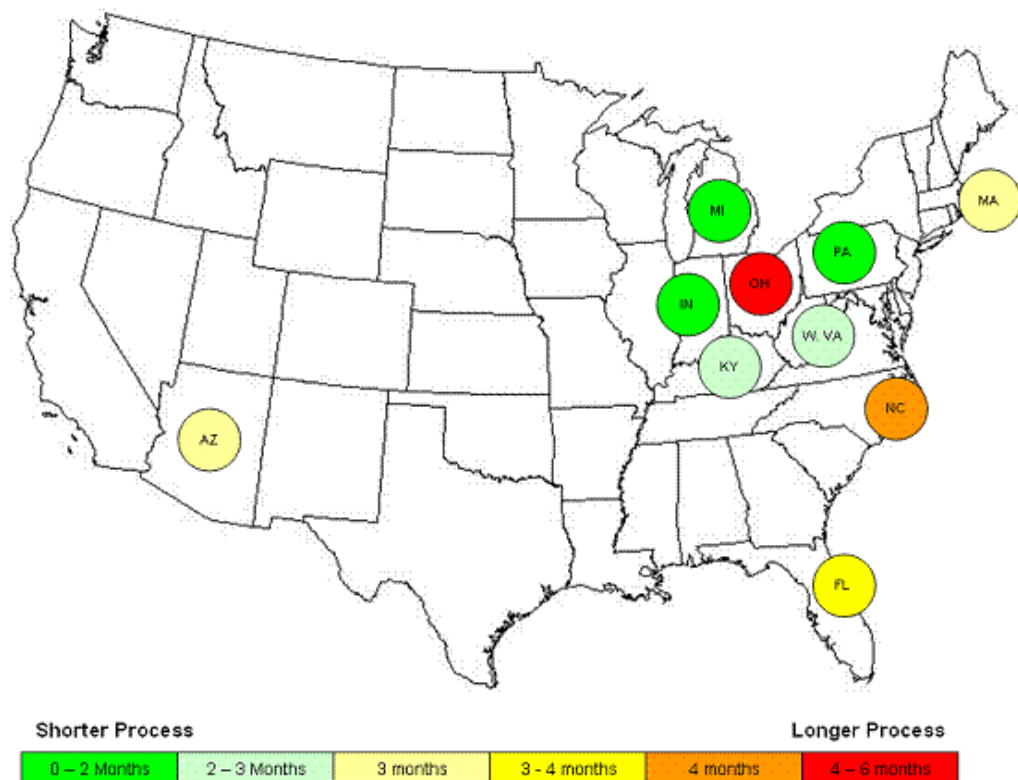 MI
MA
PA
OH
IN
W. VA
KY
NC
AZ
FL
Shorter Process
Longer Process
0 – 2 Months
2 – 3 Months
3 months
3 - 4 months
4 months
4 – 6 months